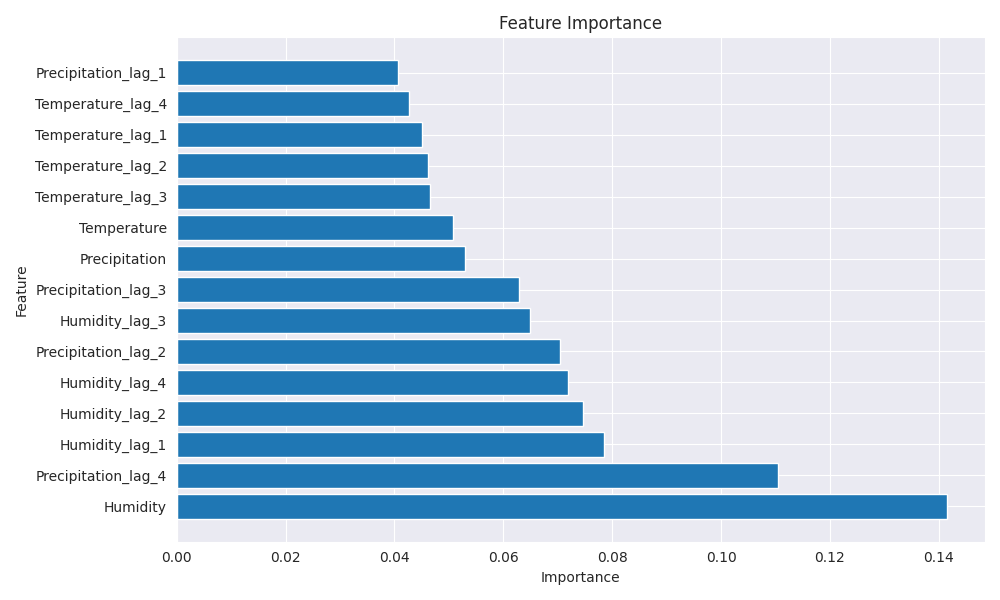 Feature Importance
Precipitation_lag_1
Temperature_lag_4
Temperature_lag_1
Temperature_lag_2
Temperature_lag_3
Temperature
Precipitation
Precipitation_lag_3
Humidity_lag_3
Precipitation_lag_2
Humidity_lag_4
Humidity_lag_2
Humidity_lag_1
Precipitation_lag_4
Humidity
Feature
0.00 0.02 0.04 0.06 0.08 0.10 0.12 0.14
Importance